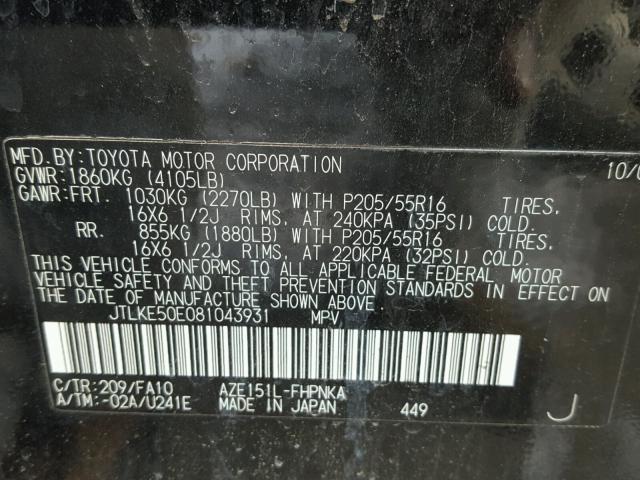 MFD.BY:TOYOTA MOTOR CORPORATION 10/0
GVWR:1860KG (4105LB)
GAWR:FRT. 1030KG (2270LB) WITH P205/55R16 TIRES,
16X6 1/2J RIMS, AT 240KPA (35PSI) COLD.
RR. 855KG (1880LB) WITH P205/55R16 TIRES,
16X6 1/2J RIMS, AT 220KPA (32PSI) COLD.
THIS VEHICLE CONFORMS TO ALL APPLICABLE FEDERAL MOTOR
VEHICLE SAFETY AND THEFT PREVENTION STANDARDS IN EFFECT ON
THE DATE OF MANUFACTURE SHOWN ABOVE.
JTLKE50E081043931 MPV
C/TR:209/FA10 AZE151L-FHPNKA
A/TM:-02A/U241E MADE IN JAPAN 449 J